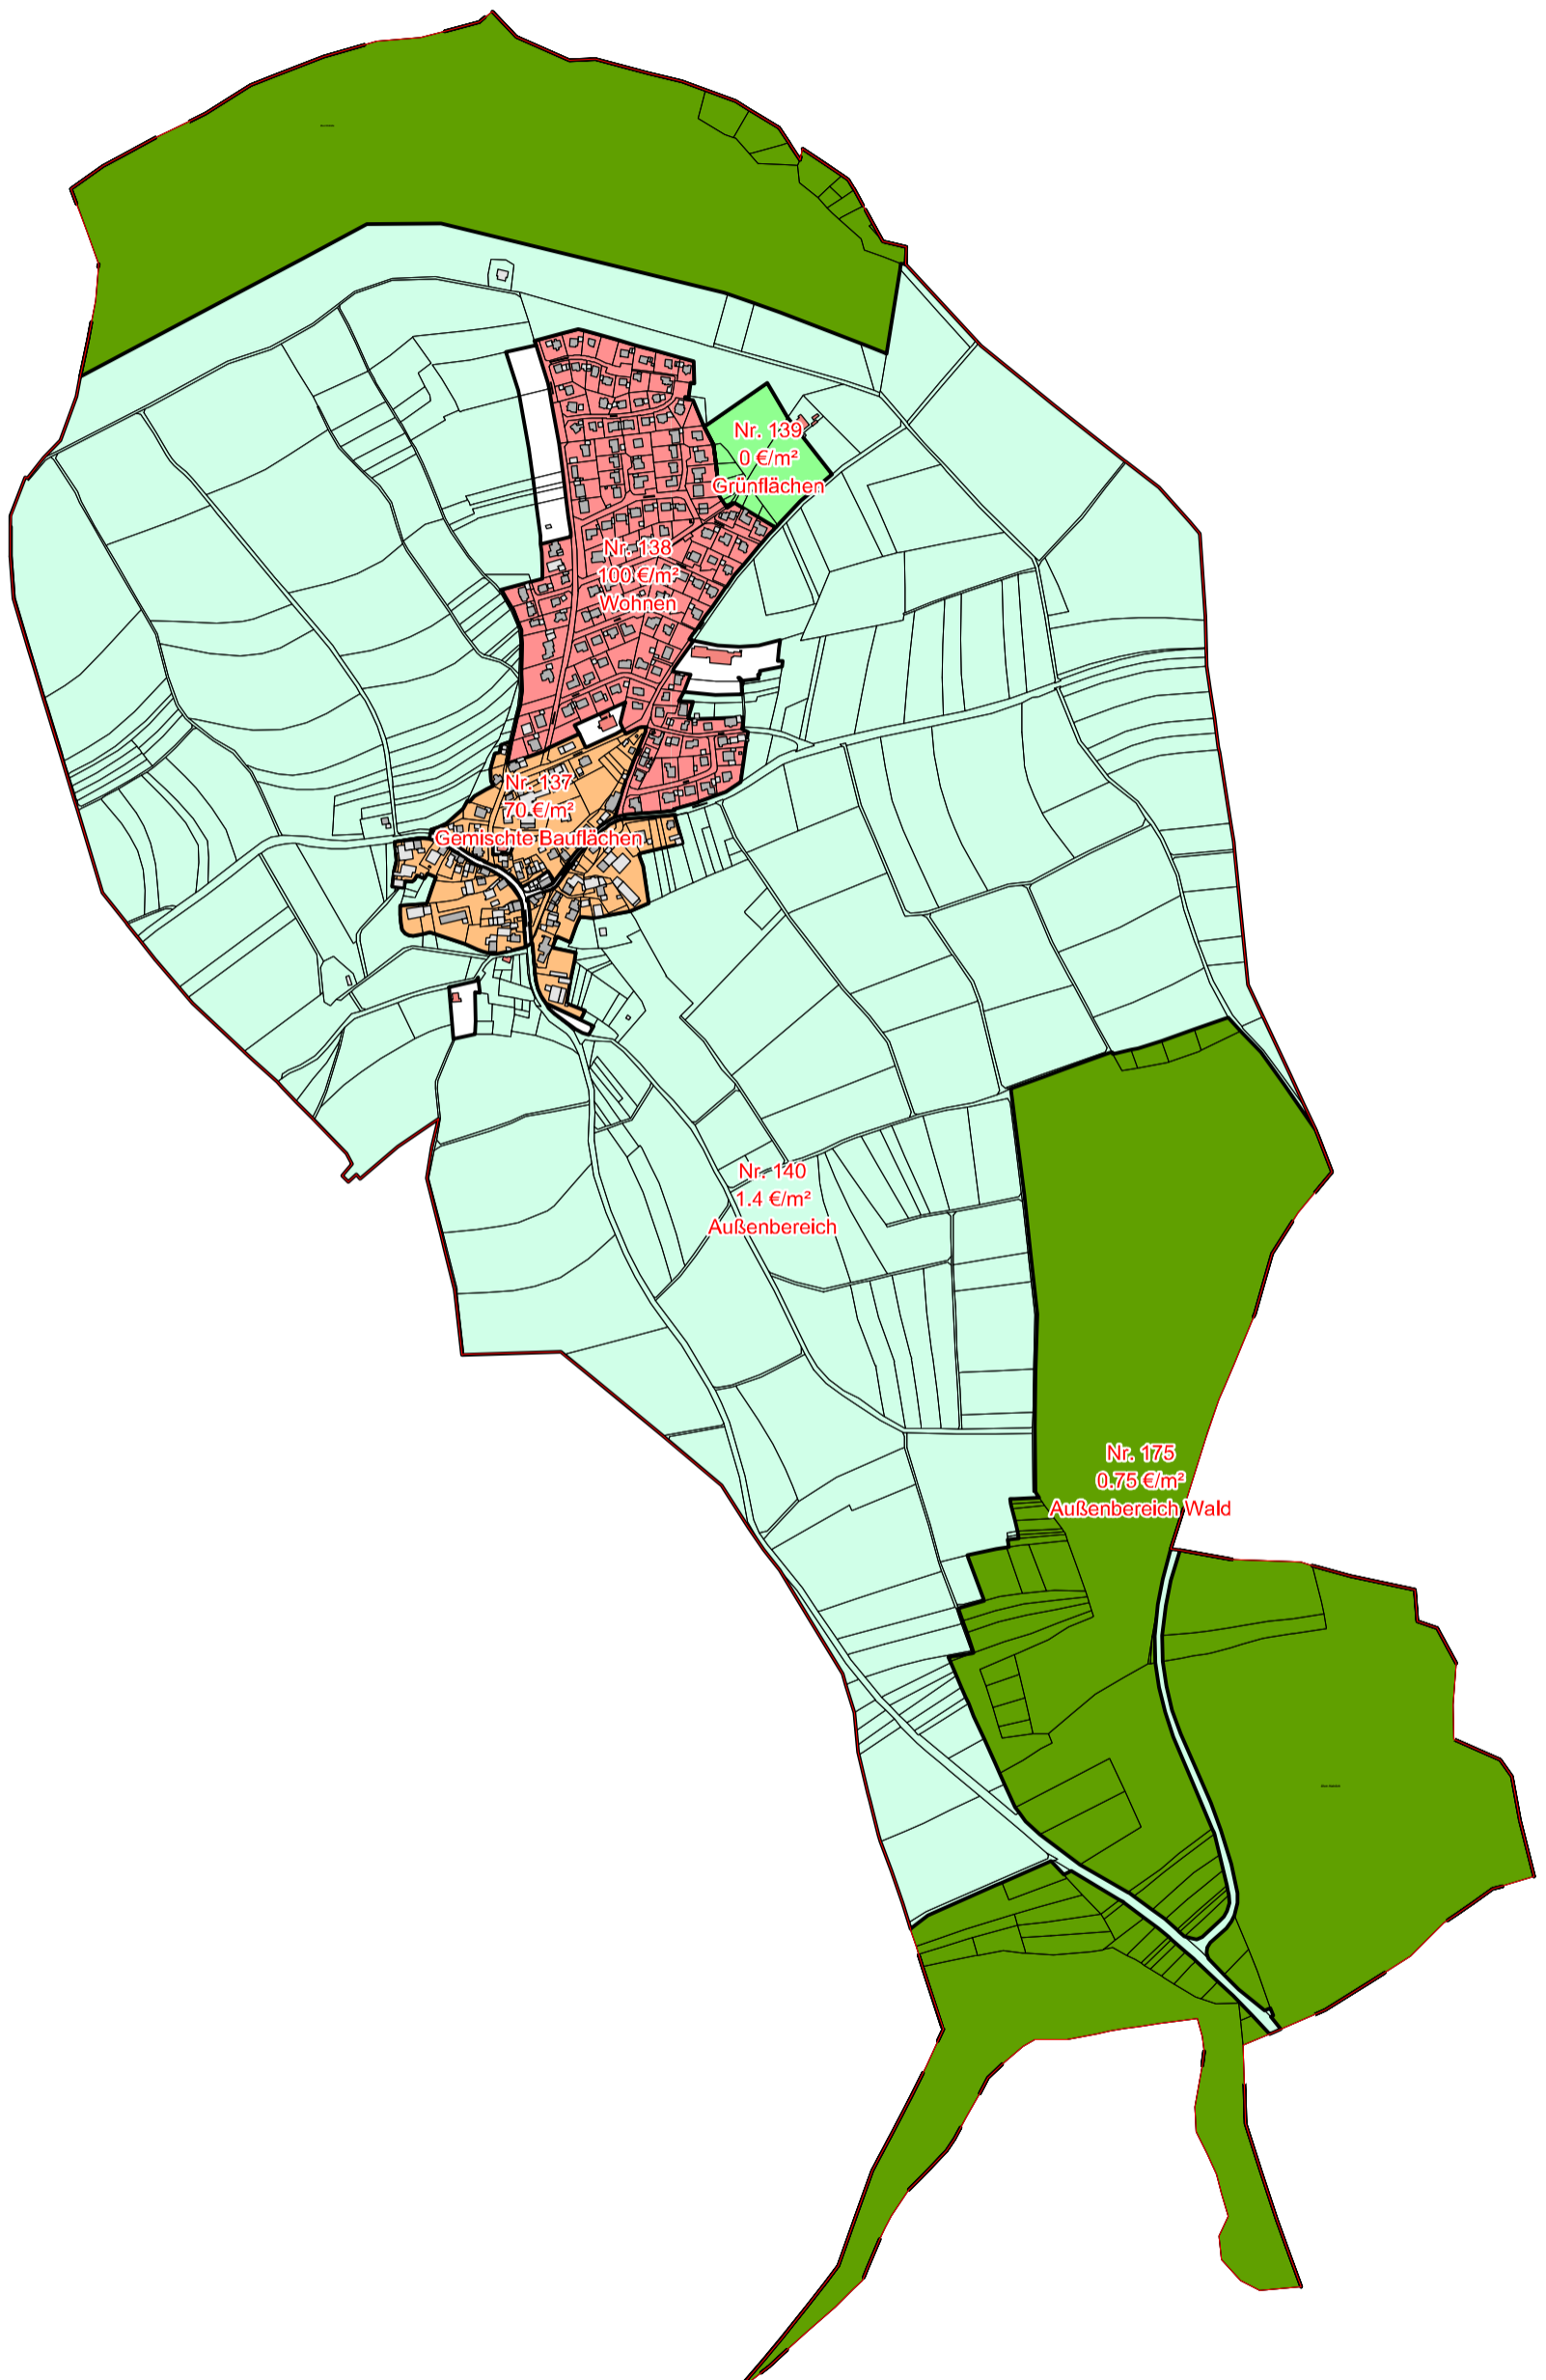 Nr. 139
0 €/m²
Grünflächen
Nr. 138
100 €/m²
Wohnen
Nr. 137
70 €/m²
Gemischte Bauflächen
Nr. 140
1.4 €/m²
Außenbereich
Nr. 175
0.75 €/m²
Außenbereich Wald